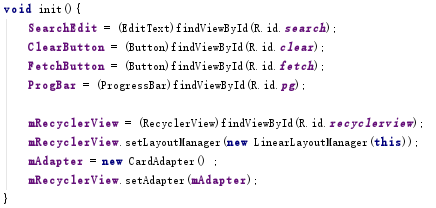 void init(){
SearchEdit = (EditText)findViewById(R.id.search);
ClearButton = (Button)findViewById(R.id.clear);
FetchButton = (Button)findViewById(R.id.fetch);
ProgBar = (ProgressBar)findViewById(R.id.pg);
mRecyclerView = (RecyclerView)findViewById(R.id.recyclerview);
mRecyclerView.setLayoutManager(new LinearLayoutManager(this));
mAdapter = new CardAdapter() ;
mRecyclerView.setAdapter(mAdapter);
}